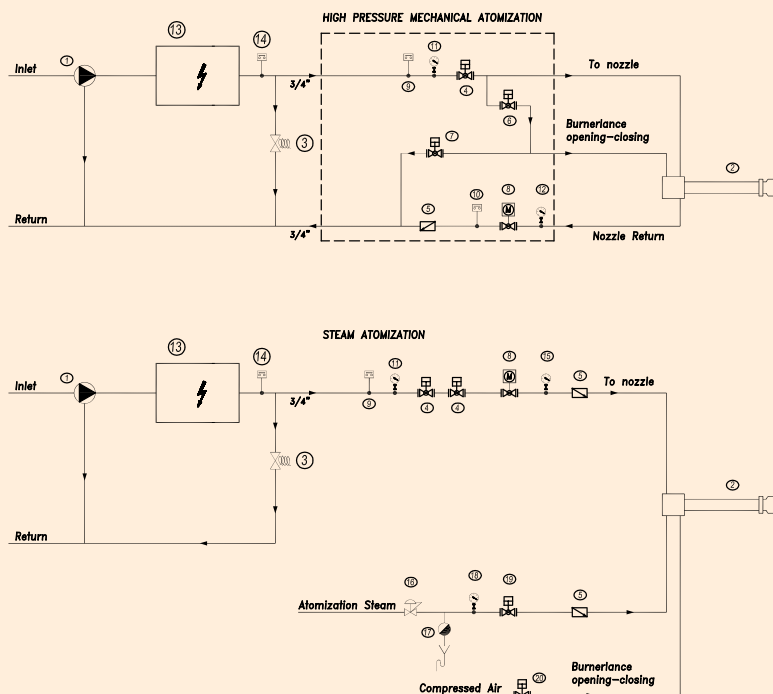 HIGH PRESSURE MECHANICAL ATOMIZATION
13
14
1
11
Inlet
To nozzle
3/4"
9
4
6
Burnerlance
opening-closing
3
7
2
5
10
8
M
12
Return
3/4"
Nozzle Return
STEAM ATOMIZATION
13
14
1
11
8
M
15
5
Inlet
To nozzle
3/4"
9
4
4
3
2
Return
16
18
19
5
Atomization Steam
17
Burnerlance
opening-closing
20
Compressed Air